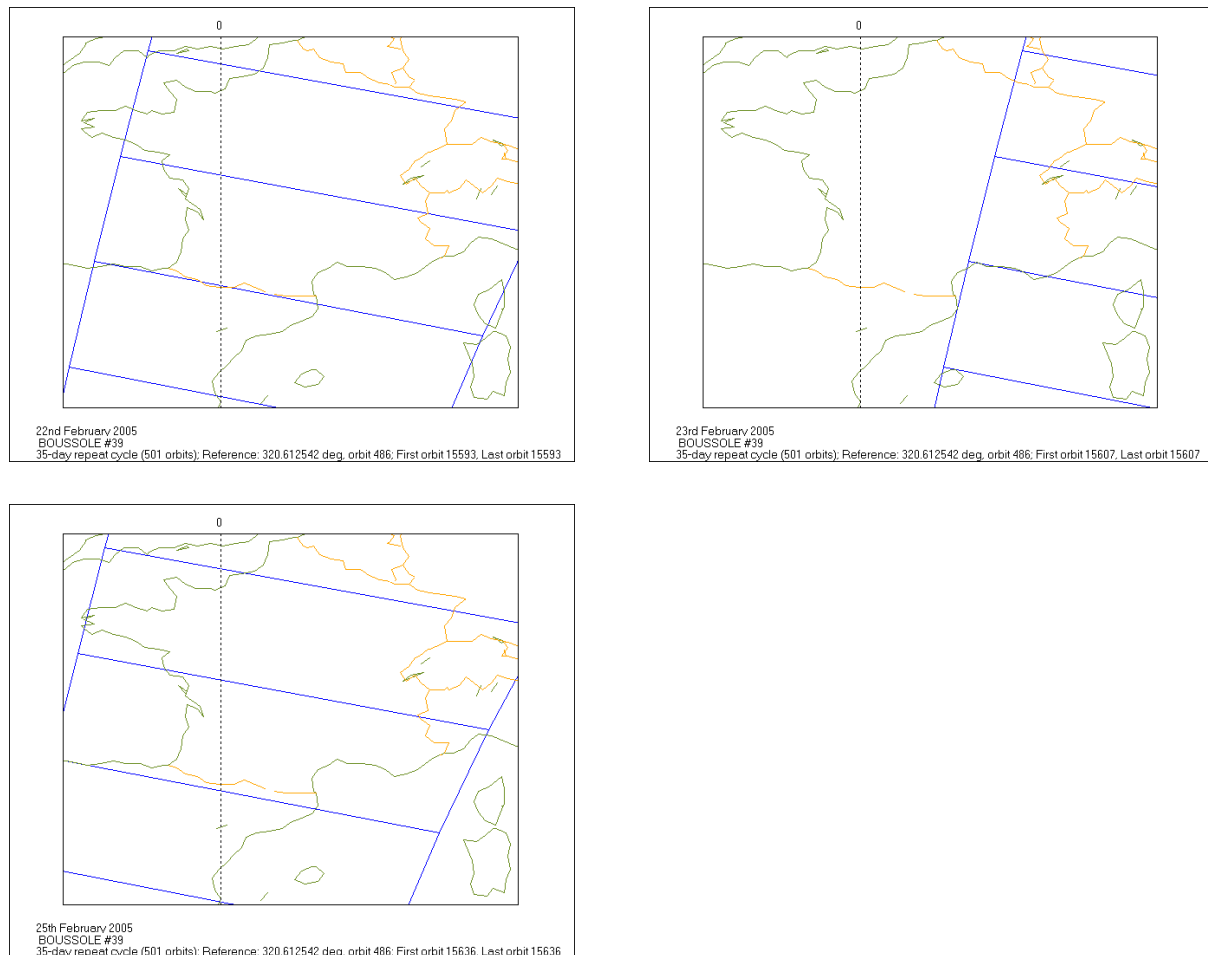 0
22nd February 2005
BOUSSOLE #39
35-day repeat cycle (501 orbits); Reference: 320.612542 deg, orbit 486; First orbit 15593, Last orbit 15593
0
23rd February 2005
BOUSSOLE #39
35-day repeat cycle (501 orbits); Reference: 320.612542 deg, orbit 486; First orbit 15607, Last orbit 15607
0
25th February 2005
BOUSSOLE #39
35-day repeat cycle (501 orbits); Reference: 320.612542 deg, orbit 486; First orbit 15636, Last orbit 15636